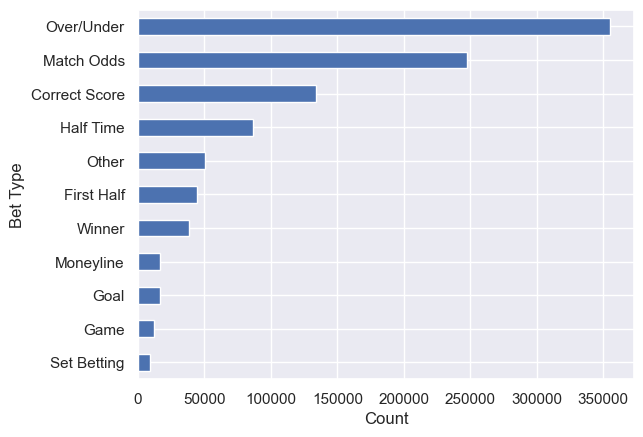 Over/Under
Match Odds
Correct Score
Half Time
Other
First Half
Winner
Moneyline
Goal
Game
Set Betting
Bet Type
0 50000 100000 150000 200000 250000 300000 350000
Count